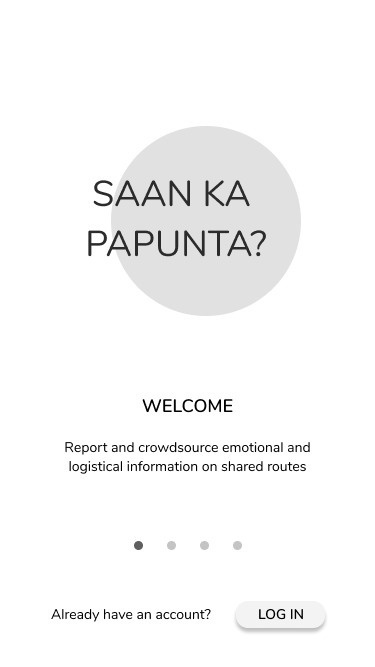 SAAN KA
PAPUNTA?
WELCOME
Report and crowdsource emotional and
logistical information on shared routes
Already have an account?
LOG IN